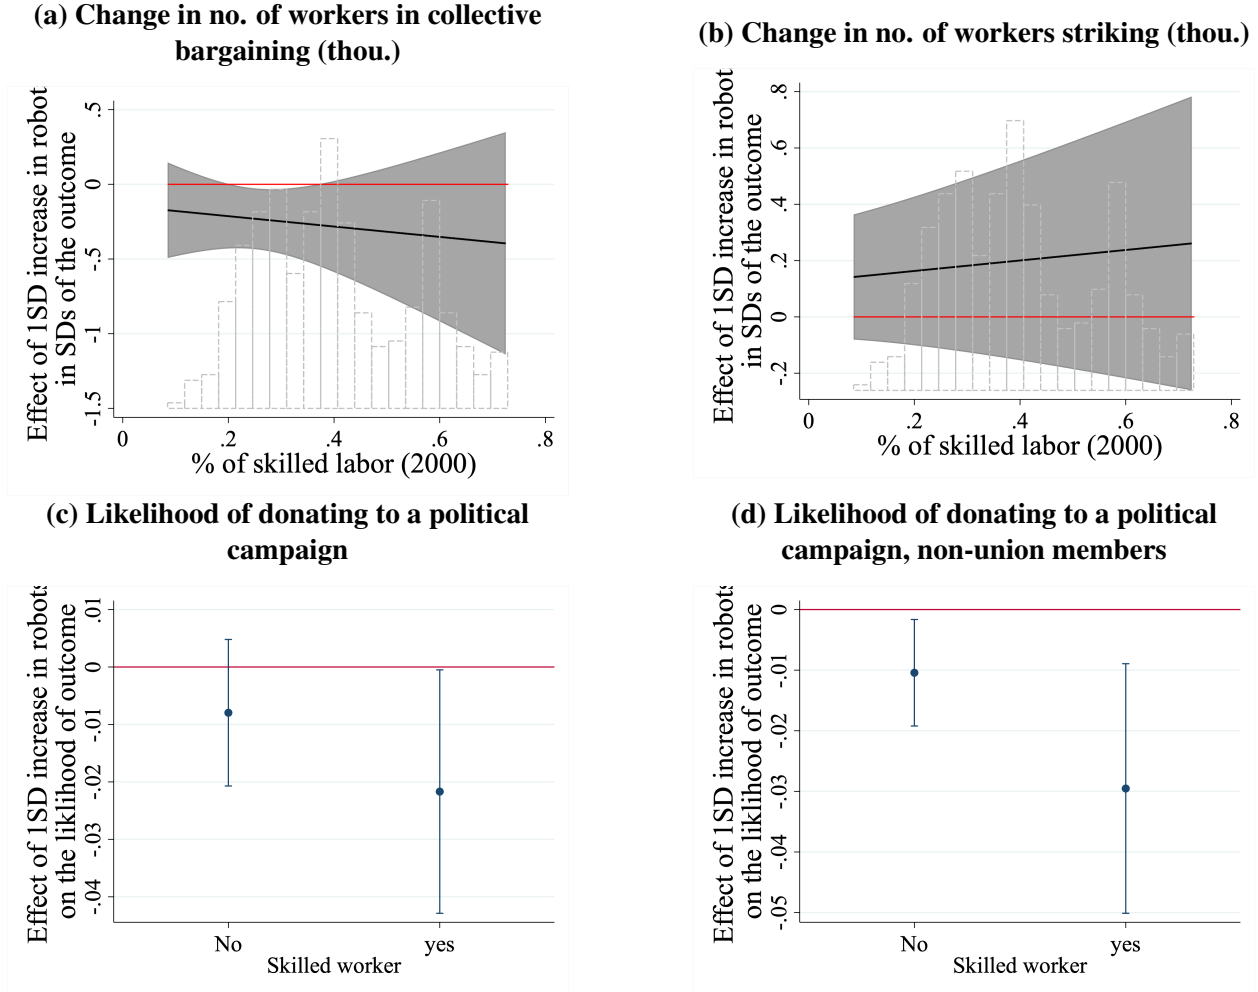 (a) Change in no. of workers in collective
bargaining (thou.)
Effect of 1SD increase in robot
in SDs of the outcome
.5
0
-.5
-1
-1.5
0 .2 .4 .6 .8
% of skilled labor (2000)
(b) Change in no. of workers striking (thou.)
Effect of 1SD increase in robot
in SDs of the outcome
.8
.6
.4
.2
0
-.2
0 .2 .4 .6 .8
% of skilled labor (2000)
(c) Likelihood of donating to a political
campaign
Effect of 1SD increase in robots
on the liklihood of outcome
.01
0
-.01
-.02
-.03
-.04
No yes
Skilled worker
(d) Likelihood of donating to a political
campaign, non-union members
Effect of 1SD increase in robots
on the liklihood of outcome
0
-.01
-.02
-.03
-.04
-.05
No yes
Skilled worker